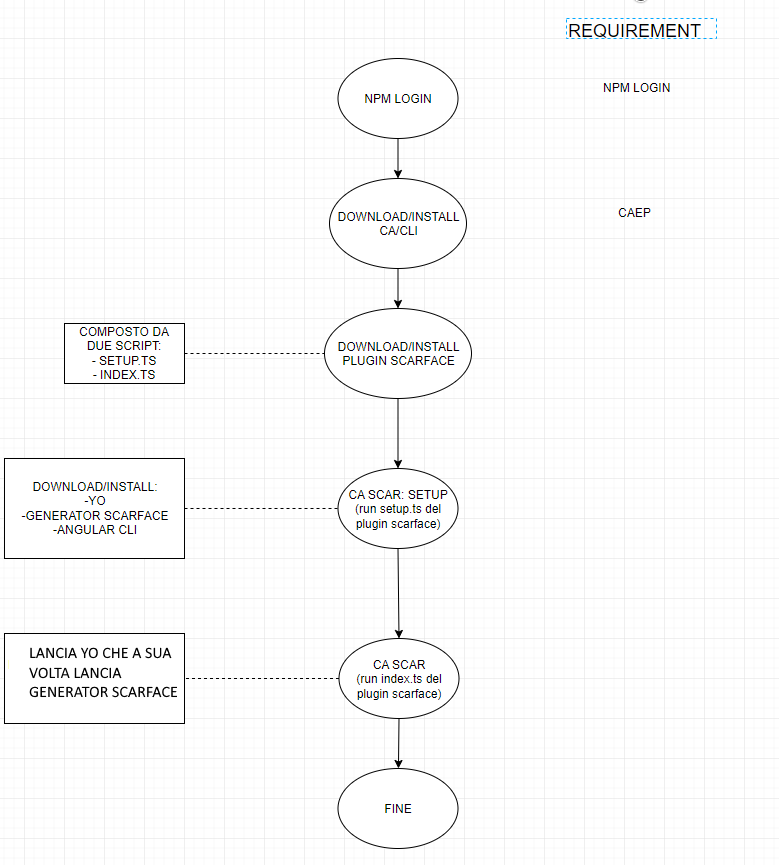 REQUIREMENT
NPM LOGIN
NPM LOGIN
DOWNLOAD/INSTALL
CA/CLI
CAEP
COMPOSTO DA
DUE SCRIPT:
- SETUP.TS
- INDEX.TS
DOWNLOAD/INSTALL
PLUGIN SCARFACE
DOWNLOAD/INSTALL:
-YO
-GENERATOR SCARFACE
-ANGULAR CLI
CA SCAR: SETUP
(run setup.ts del
plugin scarface)
LANCIA YO CHE A SUA
VOLTA LANCIA
GENERATOR SCARFACE
CA SCAR
(run index.ts del
plugin scarface)
FINE